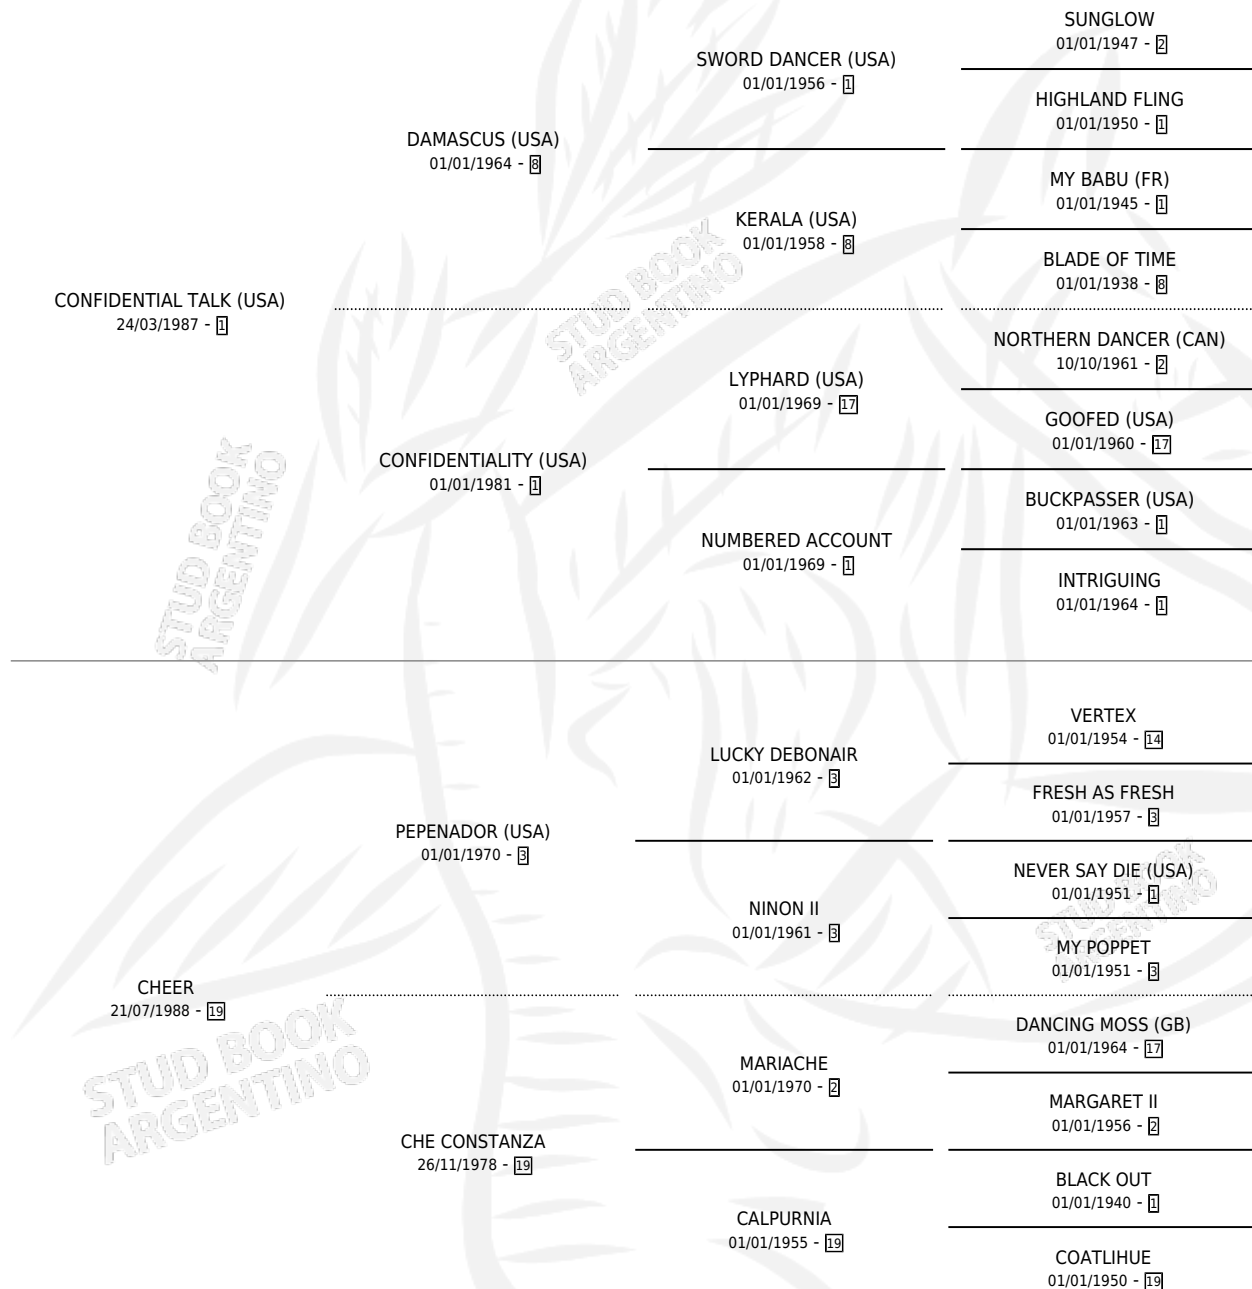 SUNGLOW
01/01/1947 - 2
SWORD DANCER (USA)
01/01/1956 - 1
HIGHLAND FLING
01/01/1950 - 1
DAMASCUS (USA)
01/01/1964 - 8
MY BABU (FR)
01/01/1945 - 1
KERALA (USA)
01/01/1958 - 8
BLADE OF TIME
01/01/1938 - 8
CONFIDENTIAL TALK (USA)
24/03/1987 - 1
NORTHERN DANCER (CAN)
10/10/1961 - 2
LYPHARD (USA)
01/01/1969 - 17
GOOFED (USA)
01/01/1960 - 17
CONFIDENTIALITY (USA)
01/01/1981 - 1
BUCKPASSER (USA)
01/01/1963 - 1
NUMBERED ACCOUNT
01/01/1969 - 1
INTRIGUING
01/01/1964 - 1
VERTEX
01/01/1954 - 14
LUCKY DEBONAIR
01/01/1962 - 3
FRESH AS FRESH
01/01/1957 - 3
PEPENADOR (USA)
01/01/1970 - 3
NEVER SAY DIE (USA)
01/01/1951 - 1
NINON II
01/01/1961 - 3
MY POPPET
01/01/1951 - 3
CHEER
21/07/1988 - 19
DANCING MOSS (GB)
01/01/1964 - 17
MARIACHE
01/01/1970 - 2
MARGARET II
01/01/1956 - 2
CHE CONSTANZA
26/11/1978 - 19
BLACK OUT
01/01/1940 - 1
CALPURNIA
01/01/1955 - 19
COATLIHUE
01/01/1950 - 19
STUD BOOK
ARGENTINO
STUD BOOK
ARGENTINO
STUD BOOK
ARGENTINO
STUD BOOK
ARGENTINO